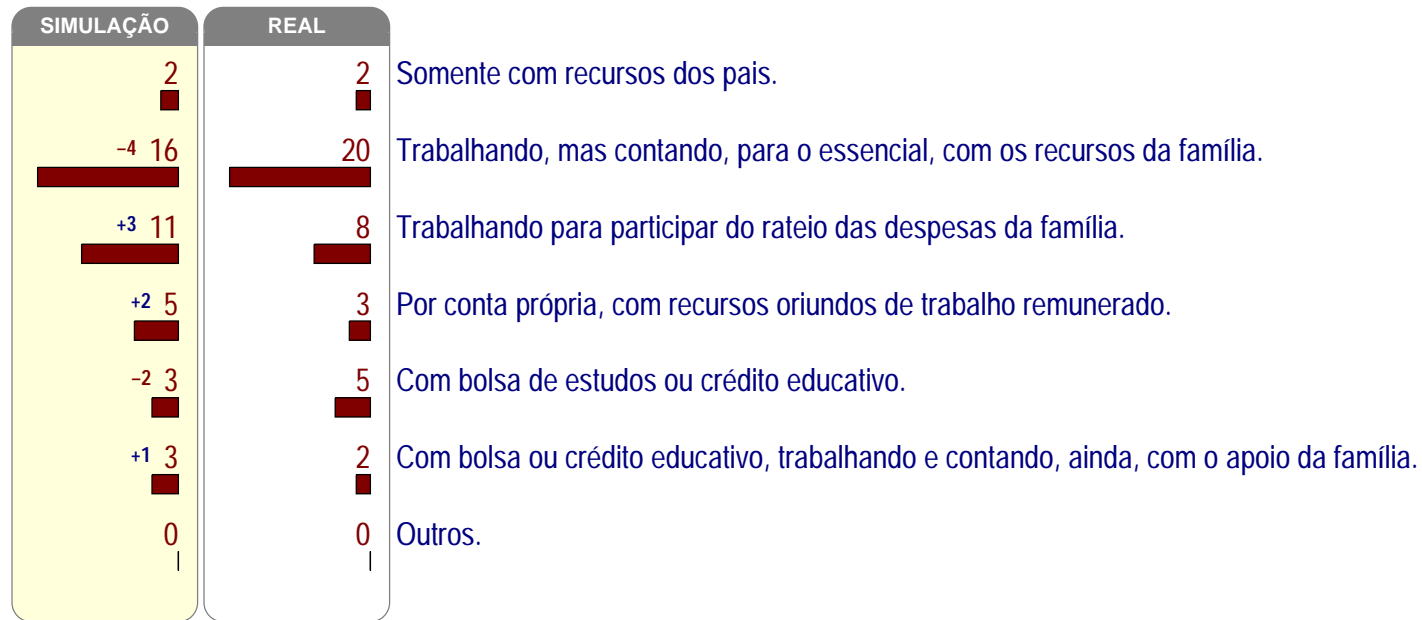 SIMULAÇÃO REAL
2 2 Somente com recursos dos pais.
−4 16 20 Trabalhando, mas contando, para o essencial, com os recursos da família.
+3 11 8 Trabalhando para participar do rateio das despesas da família.
+2 5 3 Por conta própria, com recursos oriundos de trabalho remunerado.
−2 3 5 Com bolsa de estudos ou crédito educativo.
+1 3 2 Com bolsa ou crédito educativo, trabalhando e contando, ainda, com o apoio da família.
0 0 Outros.